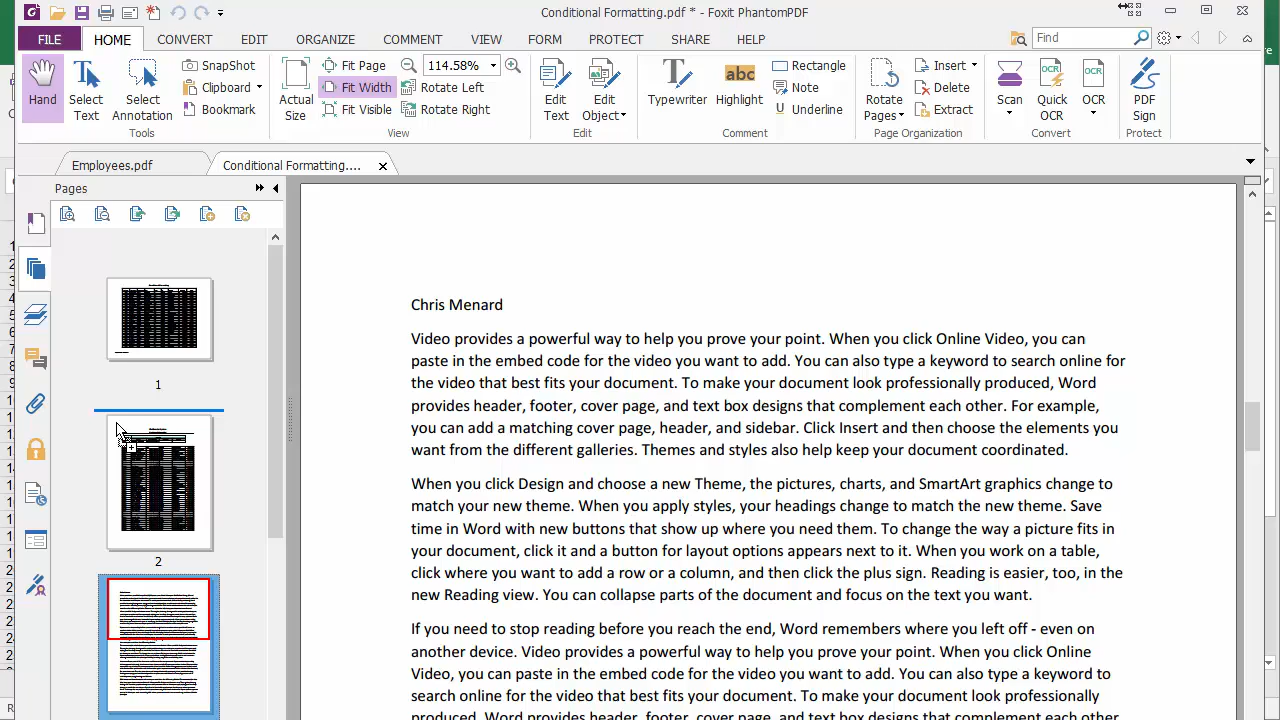 Conditional Formatting.pdf * - Foxit PhantomPDF
FILE HOME CONVERT EDIT ORGANIZE COMMENT VIEW FORM PROTECT SHARE HELP Find
Hand Select Text Select Annotation SnapShot Clipboard Bookmark Tools
Actual Size Fit Page Fit Width Fit Visible 114.58% Rotate Left Rotate Right View
Edit Text Edit Object Edit
Typewriter abc Highlight Rectangle Note Underline Comment
Rotate Pages Insert Delete Extract Page Organization
Scan OCR Quick OCR OCR OCR Convert
PDF Sign Protect
Employees.pdf Conditional Formatting....
Pages
1
2
Chris Menard
Video provides a powerful way to help you prove your point. When you click Online Video, you can
paste in the embed code for the video you want to add. You can also type a keyword to search online for
the video that best fits your document. To make your document look professionally produced, Word
provides header, footer, cover page, and text box designs that complement each other. For example,
you can add a matching cover page, header, and sidebar. Click Insert and then choose the elements you
want from the different galleries. Themes and styles also help keep your document coordinated.
When you click Design and choose a new Theme, the pictures, charts, and SmartArt graphics change to
match your new theme. When you apply styles, your headings change to match the new theme. Save
time in Word with new buttons that show up where you need them. To change the way a picture fits in
your document, click it and a button for layout options appears next to it. When you work on a table,
click where you want to add a row or a column, and then click the plus sign. Reading is easier, too, in the
new Reading view. You can collapse parts of the document and focus on the text you want.
If you need to stop reading before you reach the end, Word remembers where you left off - even on
another device. Video provides a powerful way to help you prove your point. When you click Online
Video, you can paste in the embed code for the video you want to add. You can also type a keyword to
search online for the video that best fits your document. To make your document look professionally
produced, Word provides header, footer, cover page, and text box designs that complement each other